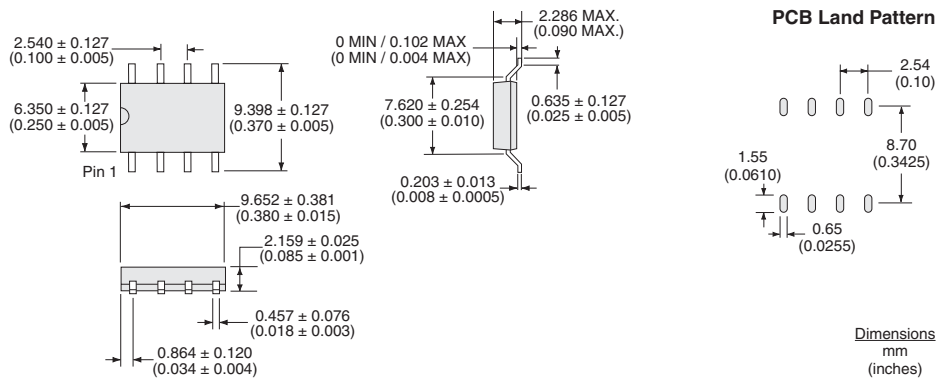 2.540 ± 0.127
(0.100 ± 0.005)
6.350 ± 0.127
(0.250 ± 0.005)
9.398 ± 0.127
(0.370 ± 0.005)
Pin 1
9.652 ± 0.381
(0.380 ± 0.015)
2.159 ± 0.025
(0.085 ± 0.001)
0.457 ± 0.076
(0.018 ± 0.003)
0.864 ± 0.120
(0.034 ± 0.004)
2.286 MAX.
(0.090 MAX.)
0 MIN / 0.102 MAX
(0 MIN / 0.004 MAX)
7.620 ± 0.254
(0.300 ± 0.010)
0.635 ± 0.127
(0.025 ± 0.005)
0.203 ± 0.013
(0.008 ± 0.0005)
PCB Land Pattern
2.54
(0.10)
8.70
(0.3425)
1.55
(0.0610)
0.65
(0.0255)
Dimensions
mm
(inches)